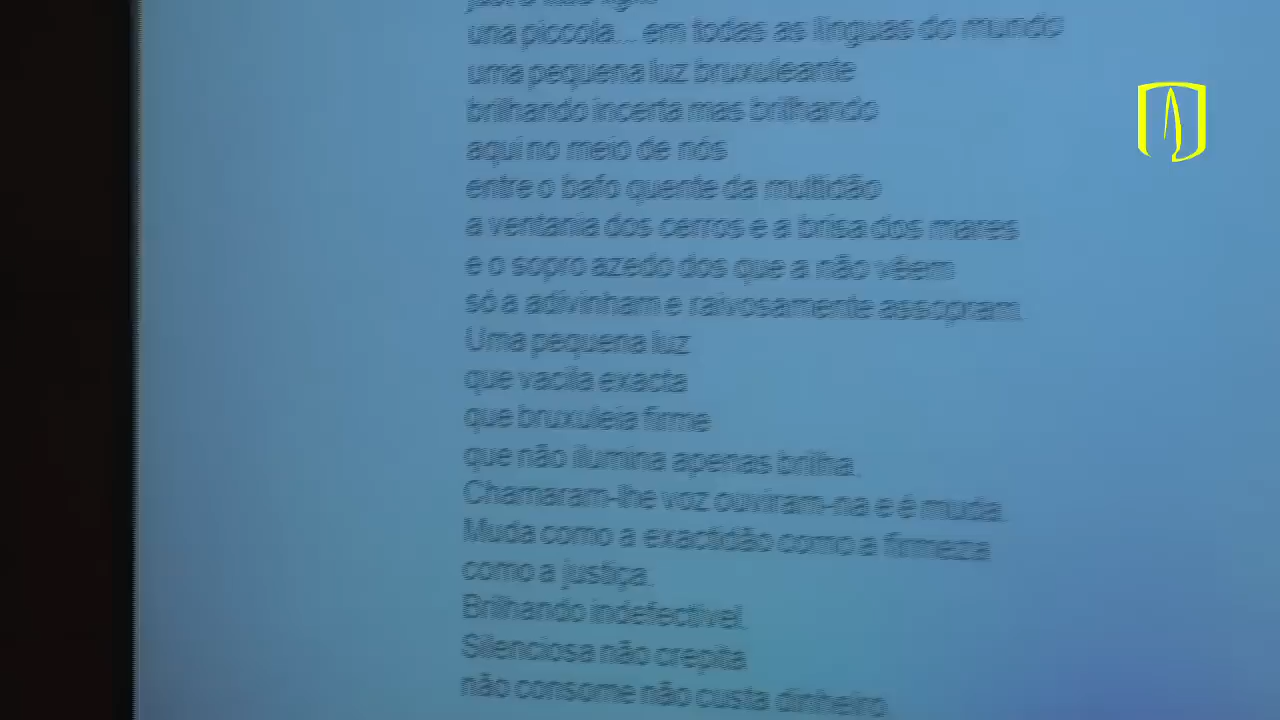 una piccola... em todas as línguas do mundo
uma pequena luz bruxuleante
brilhando incerta mas brilhando
aqui no meio de nós
entre o bafo quente da multidão
a ventania dos cerros e a brisa dos mares
e o sopro azedo dos que a não vêem
só a adivinham e raivosamente assopram.
Uma pequena luz
que vacila exacta
que bruxuleia firme
que não ilumina apenas brilha.
Chamaram-lhe voz ouviram-na e é muda.
Muda como a exactidão como a firmeza
como a justiça.
Brilhando indefectível.
Silenciosa não crepita
não consome não custa dinheiro.